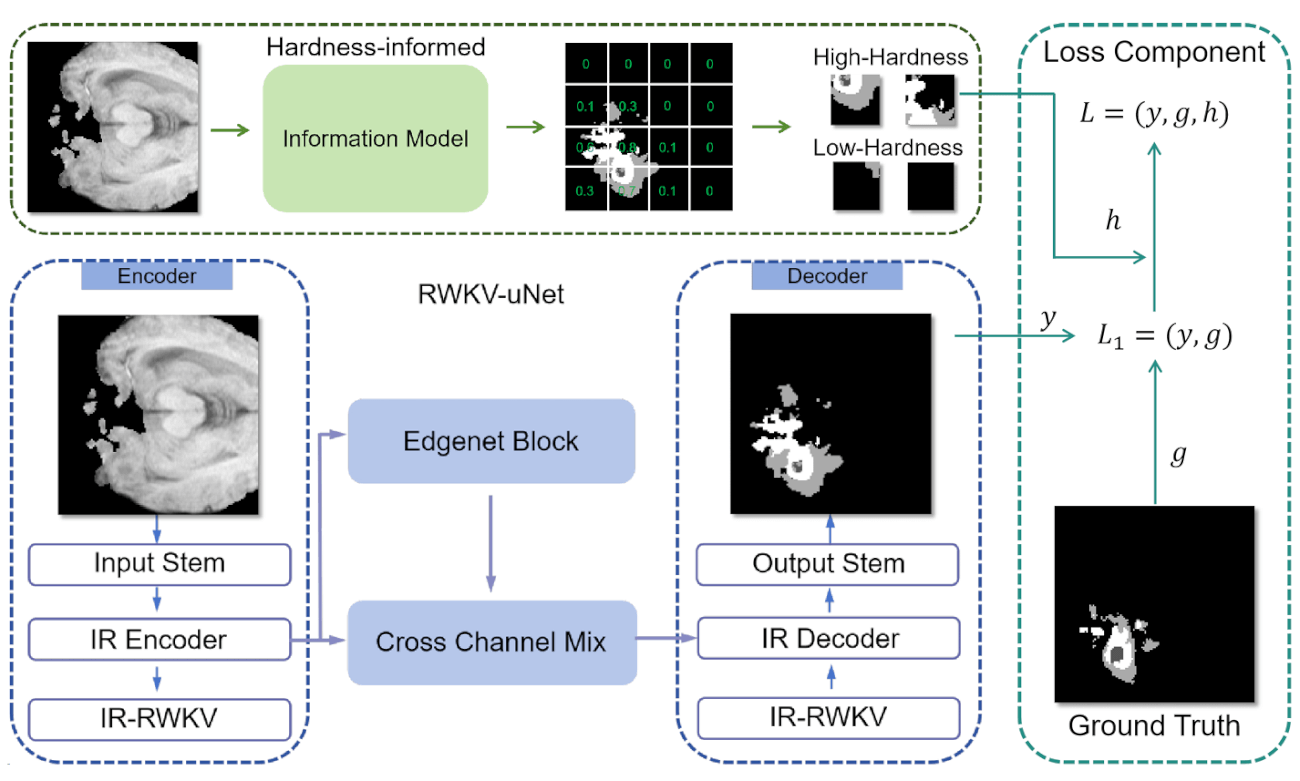 Hardness-informed
Information Model
0 0 0 0
0.1 0.3 0 0
0.6 0.8 0.1 0
0.3 0.7 0.1 0
High-Hardness
Low-Hardness
Loss Component
L = (y, g, h)
h
y
L₁ = (y, g)
g
Ground Truth
Encoder
RWKV-uNet
Decoder
Input Stem
IR Encoder
IR-RWKV
Edgenet Block
Cross Channel Mix
Output Stem
IR Decoder
IR-RWKV